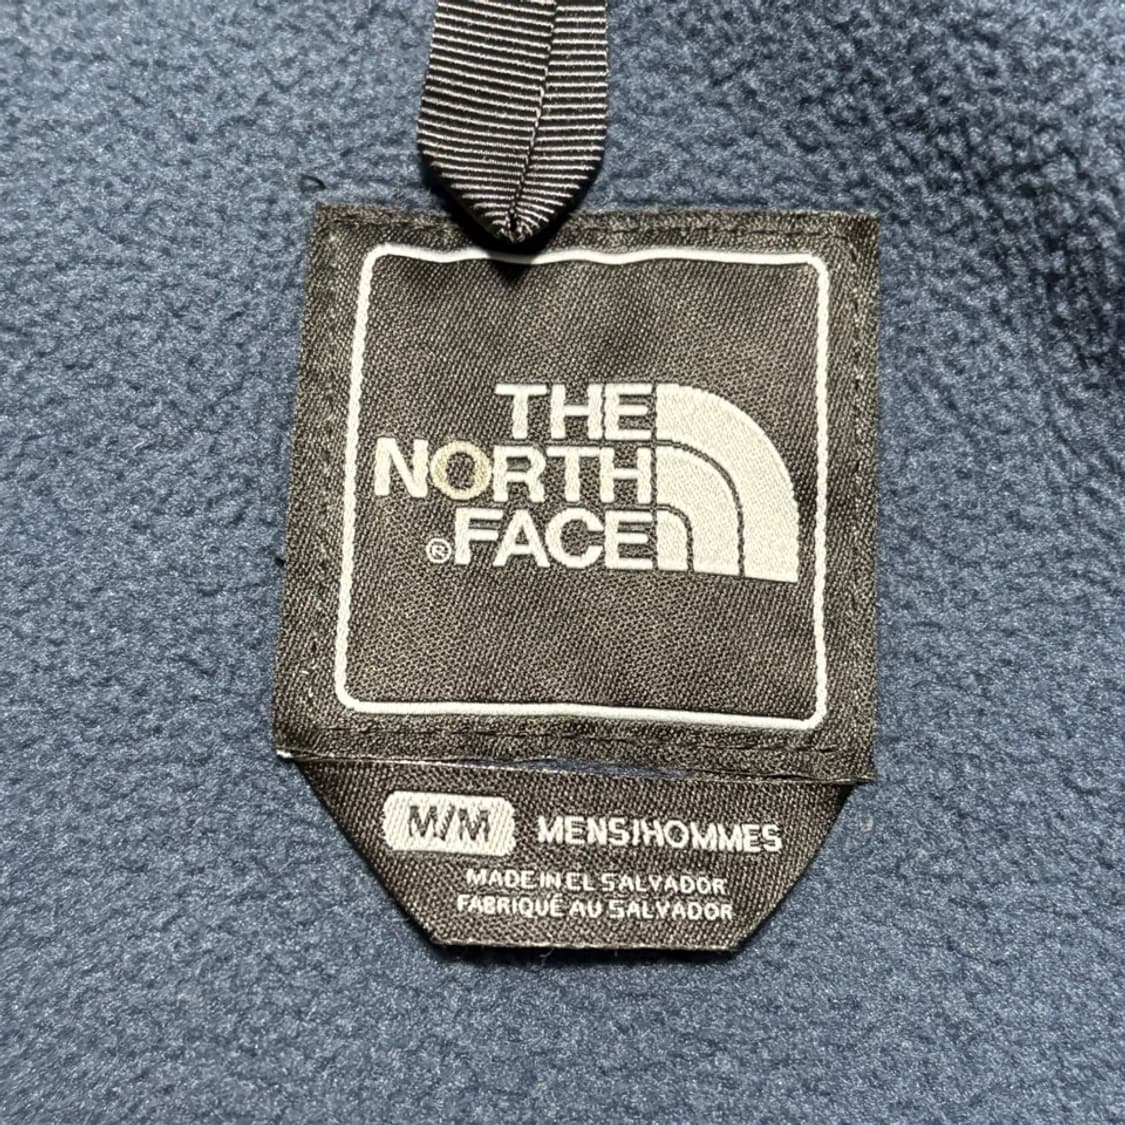 THE
NORTH
®FACE
M/M MENS/HOMMES
MADE IN EL SALVADOR
FABRIQUÉ AU SALVADOR